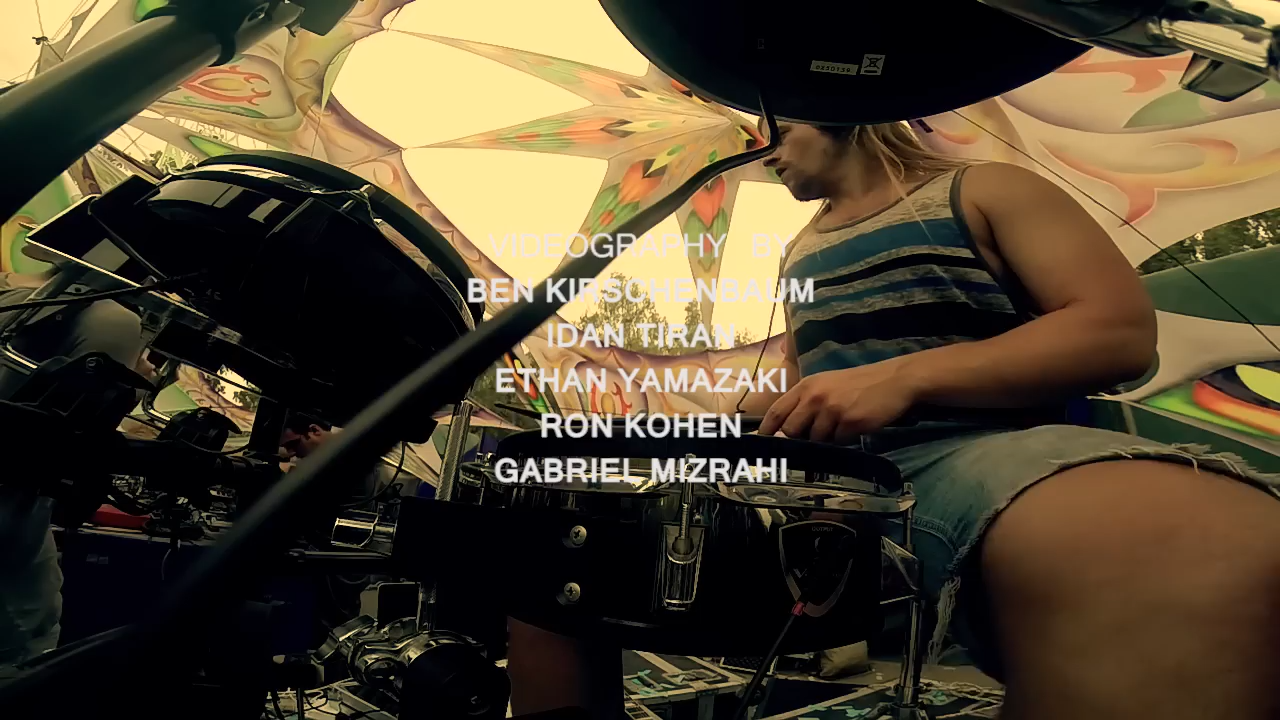 VIDEOGRAPHY BY
BEN KIRSCHENBAUM
IDAN TIRAN
ETHAN YAMAZAKI
RON KOHEN
GABRIEL MIZRAHI